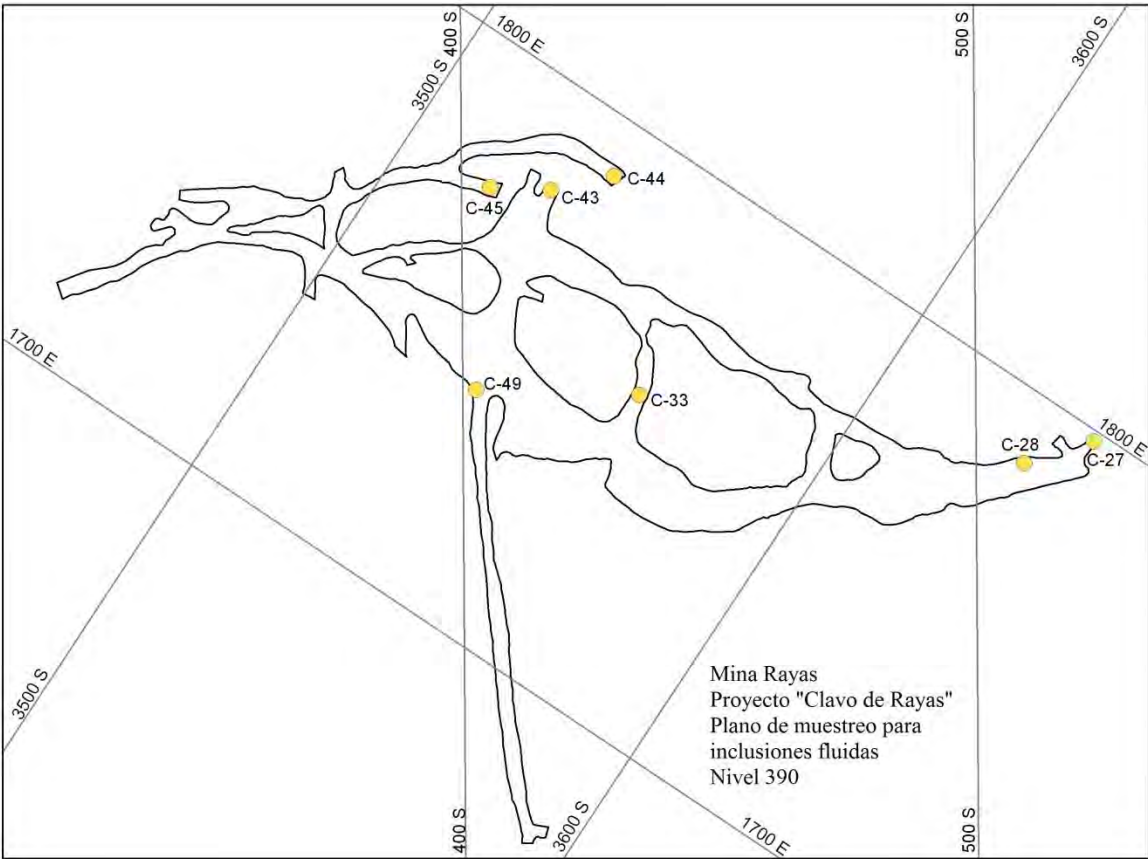 400 S
3500 S
1800 E
500 S
3600 S
C-44
C-45
C-43
1700 E
C-49
C-33
1800 E
C-28
C-27
3500 S
Mina Rayas
Proyecto "Clavo de Rayas"
Plano de muestreo para
inclusiones fluidas
Nivel 390
400 S
3600 S
1700 E
500 S